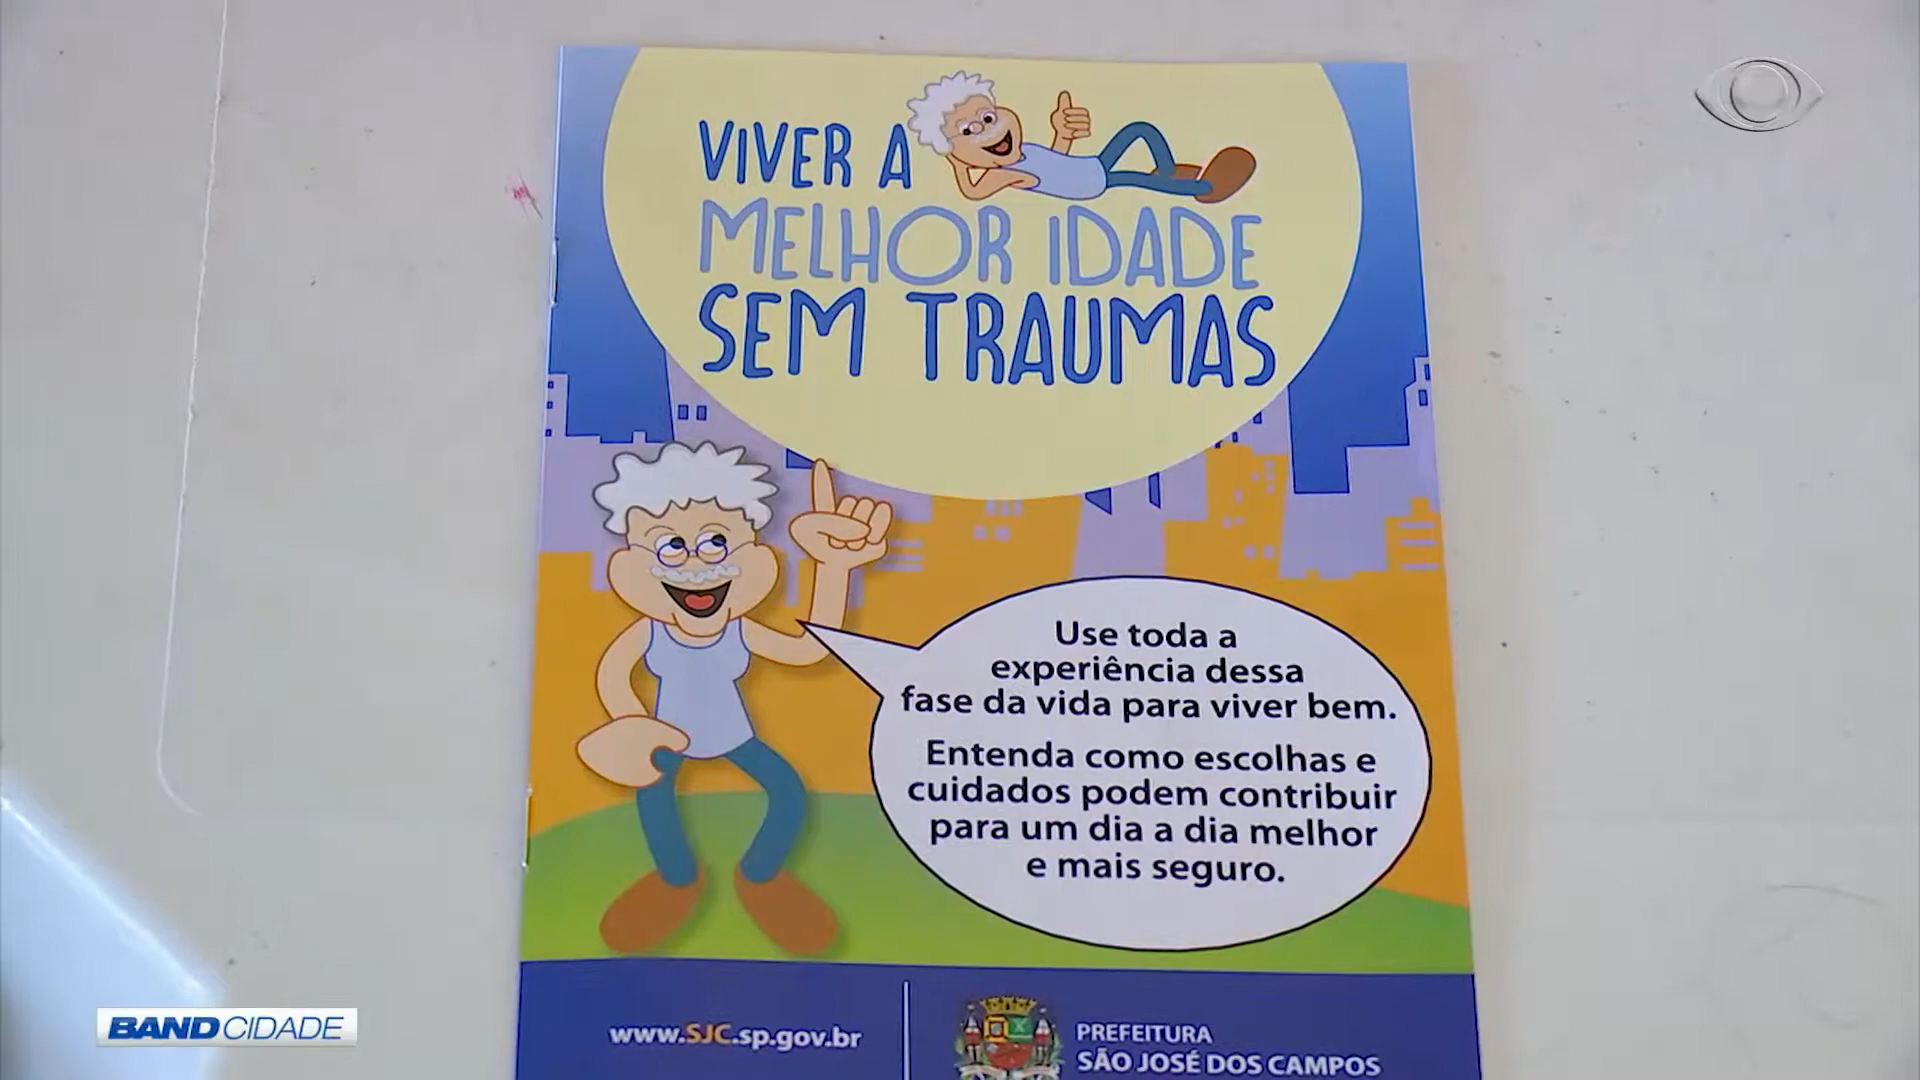 VIVER A
MELHOR IDADE
SEM TRAUMAS
Use toda a
experiência dessa
fase da vida para viver bem.
Entenda como escolhas e
cuidados podem contribuir
para um dia a dia melhor
e mais seguro.
www.SJC.sp.gov.br
PREFEITURA
SÃO JOSÉ DOS CAMPOS
BAND CIDADE